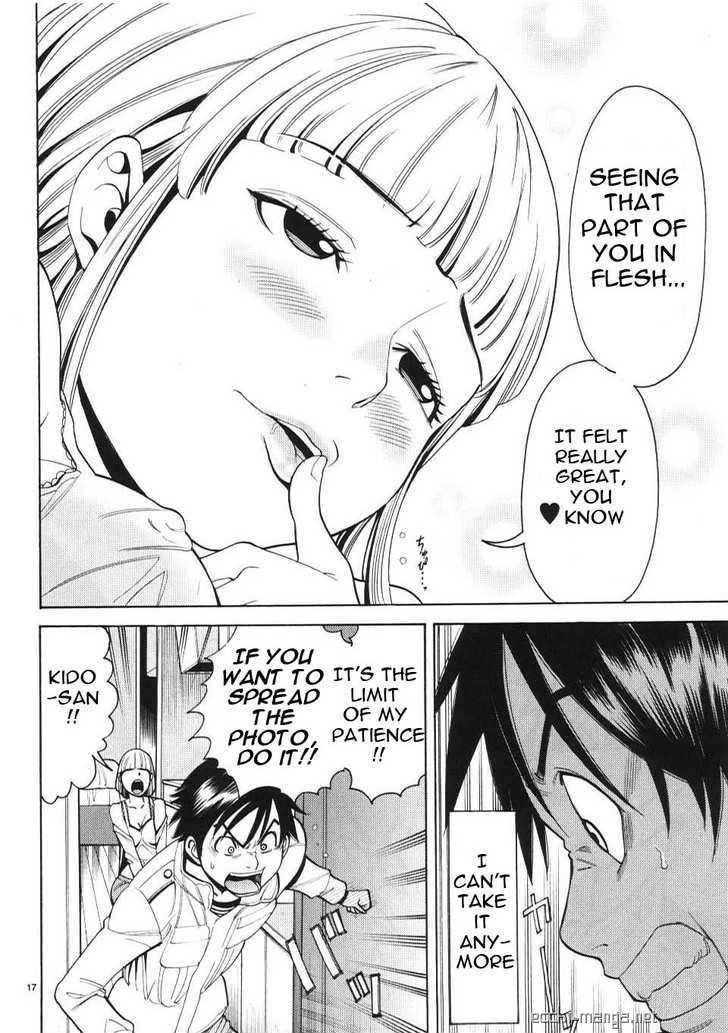 SEEING
THAT
PART OF
YOU IN
FLESH...
IT FELT
REALLY
GREAT,
YOU
♥ KNOW
I
CAN'T
TAKE
IT
ANY-
MORE
IT'S THE
LIMIT
OF MY
PATIENCE
!!
IF YOU
WANT TO
SPREAD
THE
PHOTO,
DO IT!!
KIDO
-SAN
!!
17